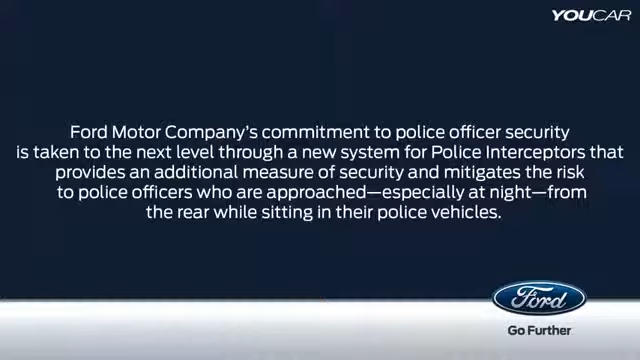 YOUCAR
Ford Motor Company’s commitment to police officer security
is taken to the next level through a new system for Police Interceptors that
provides an additional measure of security and mitigates the risk
to police officers who are approached—especially at night—from
the rear while sitting in their police vehicles.
Ford
Go Further